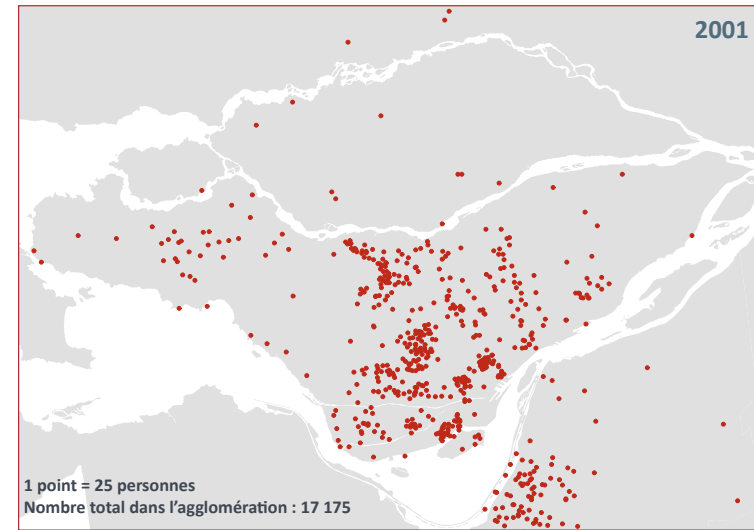 2001
1 point = 25 personnes
Nombre total dans l'agglomération : 17 175